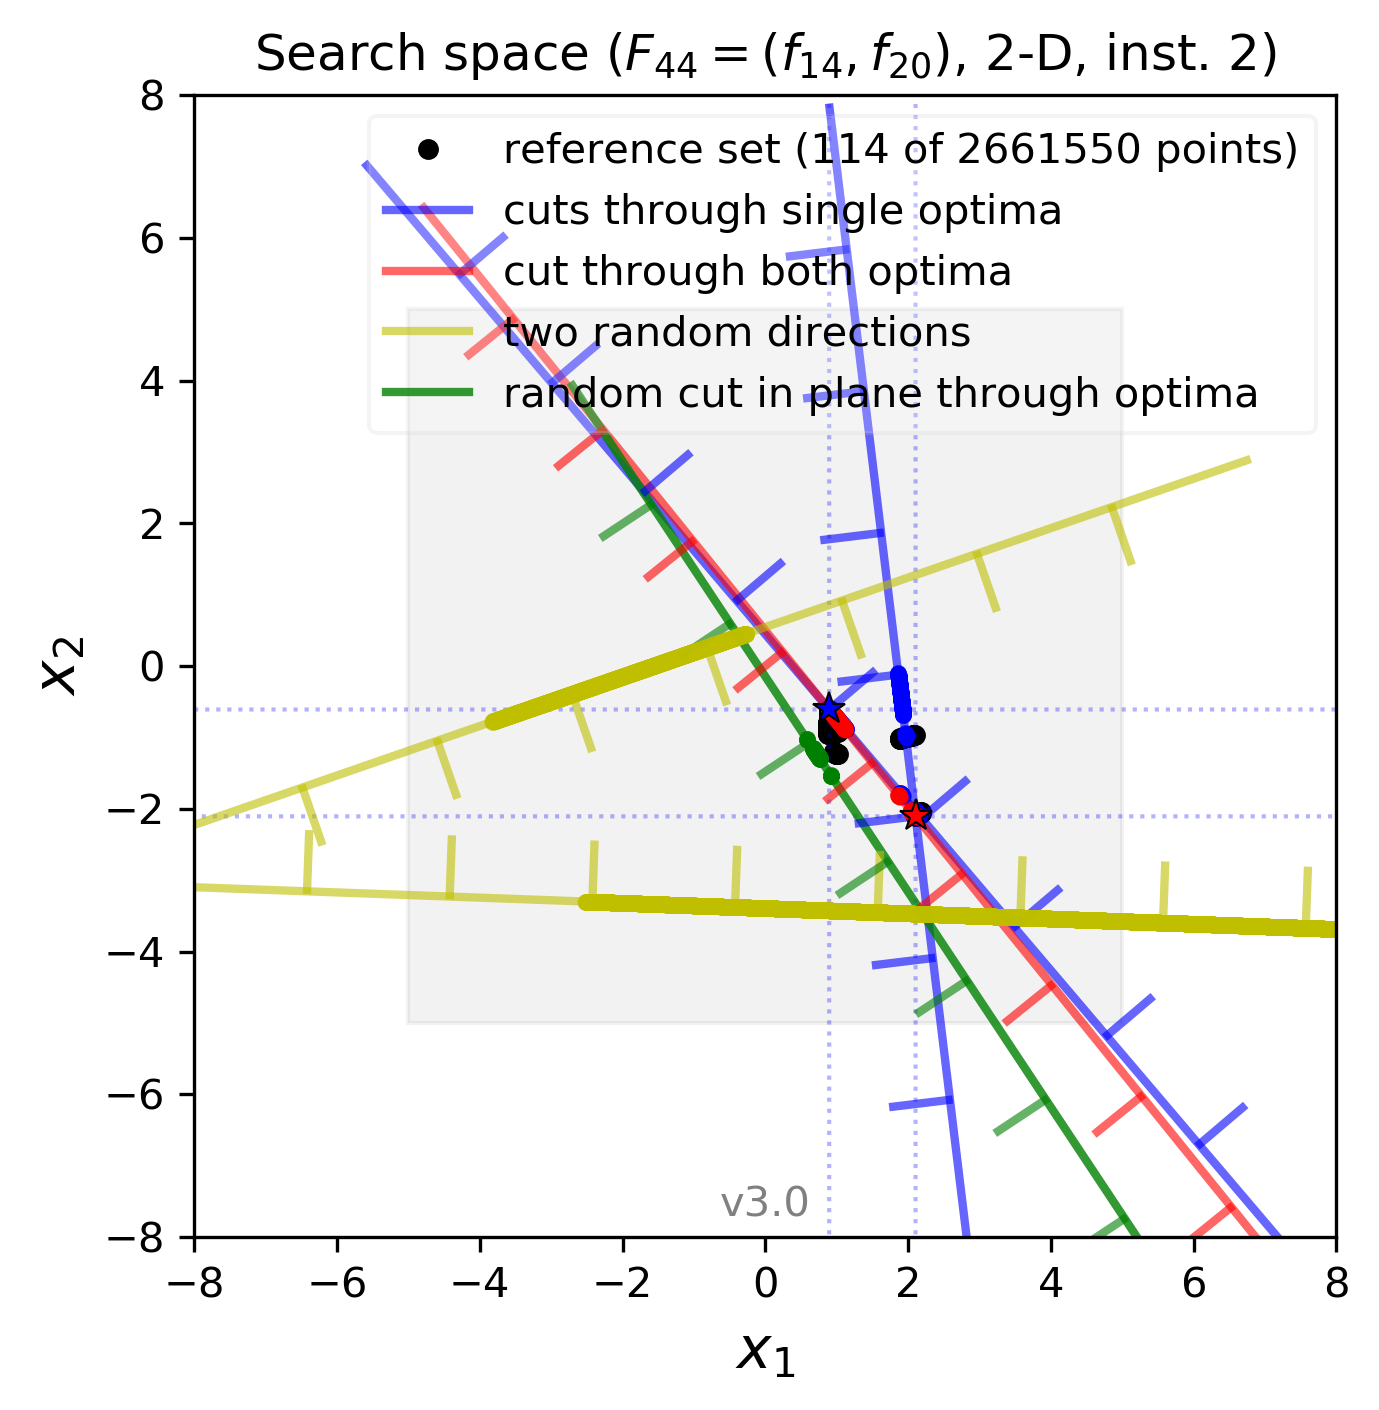 Search space (F44 = (f14, f20), 2-D, inst. 2)
8
6
4
2
0
−2
−4
−6
−8
x2
reference set (114 of 2661550 points)
cuts through single optima
cut through both optima
two random directions
random cut in plane through optima
v3.0
−8 −6 −4 −2 0 2 4 6 8
x1